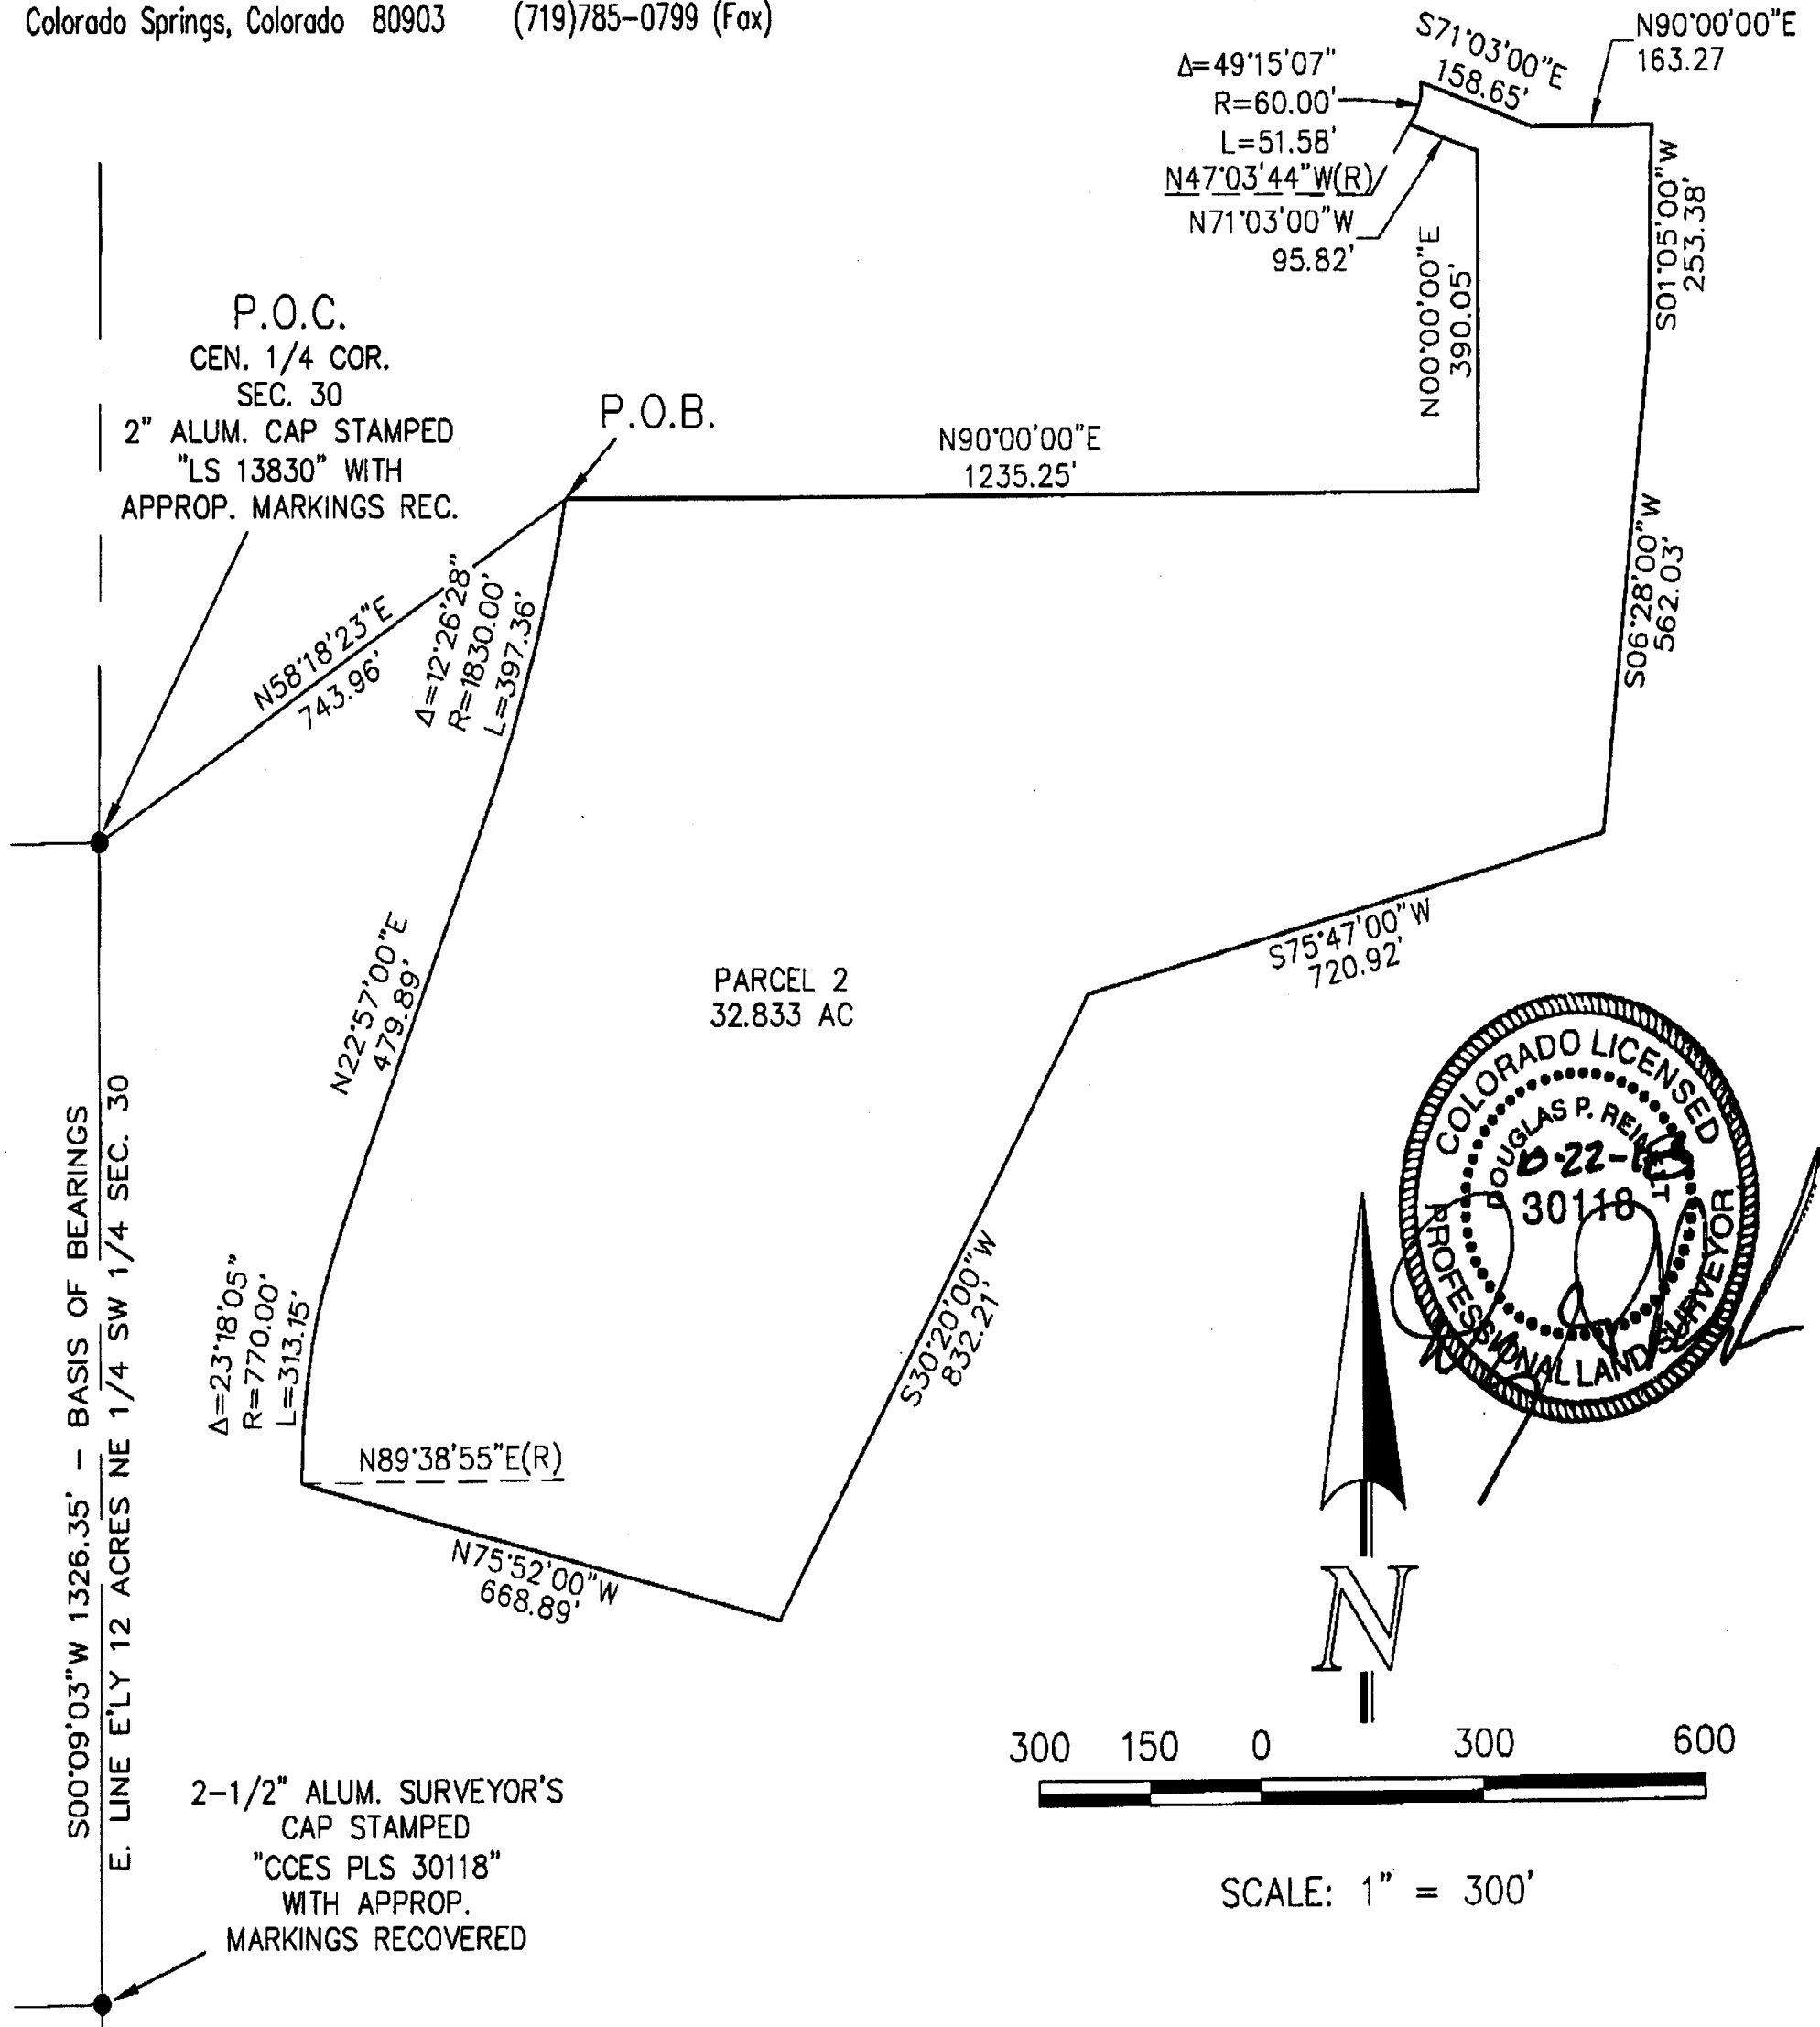 Colorado Springs, Colorado 80903 (719)785-0799 (Fax)
S71°03'00"E
158.65'
N90°00'00"E
163.27
Δ=49°15'07"
R=60.00'
L=51.58'
N47°03'44"W(R)
N71°03'00"W
95.82'
N00°00'00"E
390.05'
S01°05'00"W
253.38'
P.O.C.
CEN. 1/4 COR.
SEC. 30
2" ALUM. CAP STAMPED
"LS 13830" WITH
APPROP. MARKINGS REC.
P.O.B.
N90°00'00"E
1235.25'
N58°18'23"E
743.96'
Δ=12°26'28"
R=1830.00'
L=397.36'
S06°28'00"W
562.03'
N22°57'00"E
479.89'
PARCEL 2
32.833 AC
S75°47'00"W
720.92'
COLORADO LICENSED
DOUGLAS P.
30118
PROFESSIONAL LAND SURVEYOR
S30°20'00"W
832.21'
Δ=23°18'05"
R=770.00'
L=313.15'
N89°38'55"E(R)
N75°52'00"W
668.89'
S00°09'03"W 1326.35' - BASIS OF BEARINGS
E. LINE E'LY 12 ACRES NE 1/4 SW 1/4 SEC. 30
N
300 150 0 300 600
SCALE: 1" = 300'
2-1/2" ALUM. SURVEYOR'S
CAP STAMPED
"CCES PLS 30118"
WITH APPROP.
MARKINGS RECOVERED